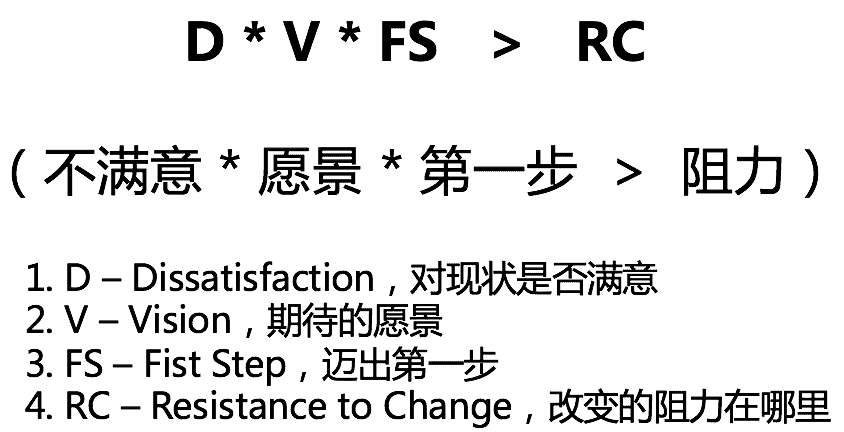 D * V * FS > RC
(不满意 * 愿景 * 第一步 > 阻力)
1. D – Dissatisfaction，对现状是否满意
2. V – Vision，期待的愿景
3. FS – Fist Step，迈出第一步
4. RC – Resistance to Change，改变的阻力在哪里